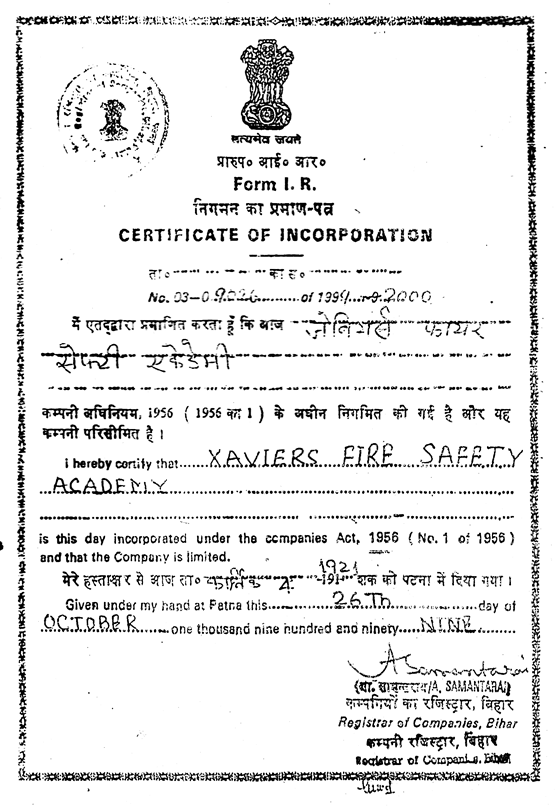 सत्यमेव जयते
प्रारुप० आई० आर०
Form I. R.
निगमन का प्रमाण-पत्र
CERTIFICATE OF INCORPORATION
ता० का सं०
No. 03-09026 of 1999 2000
मैं एतद्द्वारा प्रमाणित करता हूँ कि आज जेवियर्स फायर
सेफ्टी एकेडेमी
कम्पनी अधिनियम, 1956 ( 1956 का 1 ) के अधीन निगमित की गई है और यह
कम्पनी परिसीमित है ।
I hereby certify that XAVIERS FIRE SAFETY
ACADEMY
is this day incorporated under the companies Act, 1956 ( No. 1 of 1956 )
and that the Company is limited.
1921
मेरे हस्ताक्षर से आज ता० कार्तिक 4 शक को पटना में दिया गया ।
Given under my hand at Patna this 26Th day of
OCTOBER one thousand nine hundred and ninety NINE
A Samantarai
A. SAMANTARAI)
कम्पनियों का रजिस्ट्रार, बिहार
Registrar of Companies, Bihar
कम्पनी रजिस्ट्रार, बिहार
Registrar of Companies, Bihar